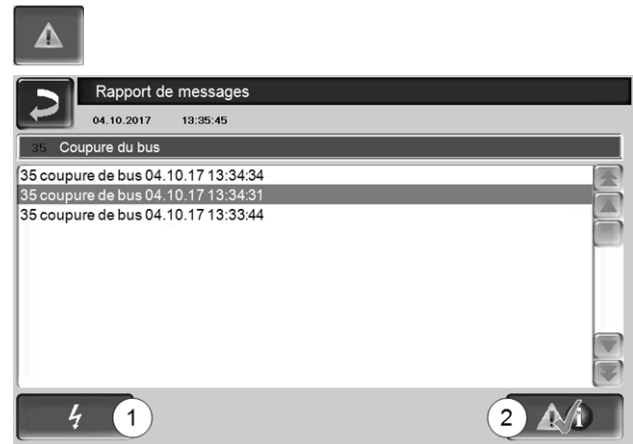 Rapport de messages
04.10.2017 13:35:45
35 Coupure du bus
35 coupure de bus 04.10.17 13:34:34
35 coupure de bus 04.10.17 13:34:31
35 coupure de bus 04.10.17 13:33:44
1
2